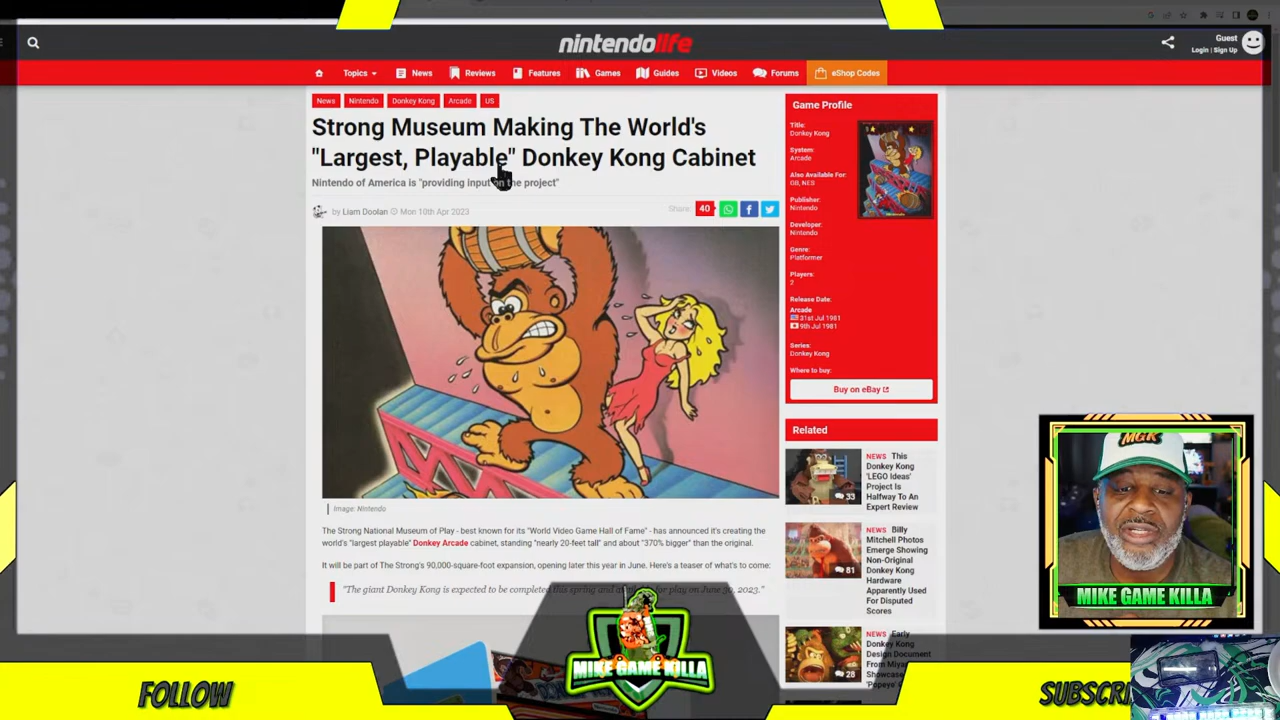 nintendolife
Guest
Login | Sign Up
Topics
News
Reviews
Features
Games
Guides
Videos
Forums
eShop Codes
News
Nintendo
Donkey Kong
Arcade
US
Strong Museum Making The World's
"Largest, Playable" Donkey Kong Cabinet
Nintendo of America is "providing input on the project"
by Liam Doolan Mon 10th Apr 2023
Share:
40
Image: Nintendo
The Strong National Museum of Play - best known for its "World Video Game Hall of Fame" - has announced it's creating the
world's "largest playable" Donkey Arcade cabinet, standing "nearly 20-feet tall" and about "370% bigger" than the original.
It will be part of The Strong's 90,000-square-foot expansion, opening later this year in June. Here's a teaser of what's to come:
"The giant Donkey Kong is expected to be completed this spring and for play on June 30, 2023."
Game Profile
Title:
Donkey Kong
System:
Arcade
Also Available For:
GB, NES
Publisher:
Nintendo
Developer:
Nintendo
Genre:
Platformer
Players:
2
Release Date:
Arcade
31st Jul 1981
9th Jul 1981
Series:
Donkey Kong
Where to buy:
Buy on eBay
Related
NEWS This
Donkey Kong
'LEGO Ideas'
Project Is
Halfway To An
Expert Review
33
NEWS Billy
Mitchell Photos
Emerge Showing
Non-Original
Donkey Kong
Hardware
Apparently Used
For Disputed
Scores
81
NEWS Early
Donkey Kong
Design Document
From
Showcase
'Popeye'
28
MGK
MIKE GAME KILLA
MIKE GAME KILLA
FOLLOW
SUBSCRI